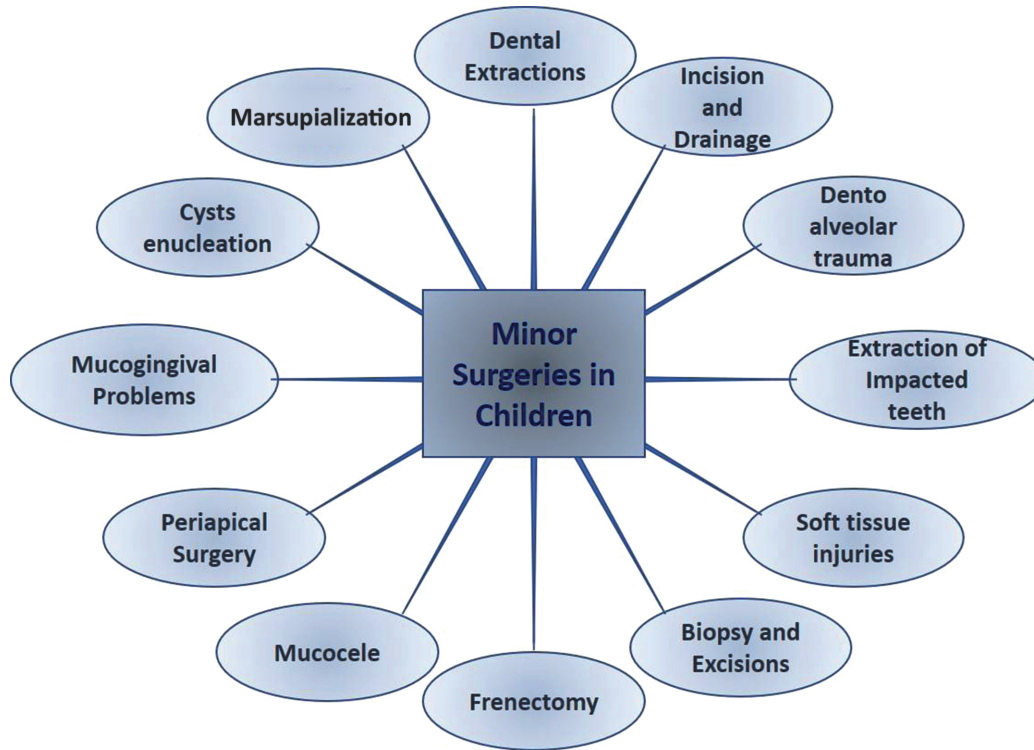 Dental
Extractions
Incision
and
Drainage
Marsupialization
Dento
alveolar
trauma
Cysts
enucleation
Minor
Surgeries in
Children
Extraction of
Impacted
teeth
Mucogingival
Problems
Soft tissue
injuries
Periapical
Surgery
Biopsy and
Excisions
Mucocele
Frenectomy